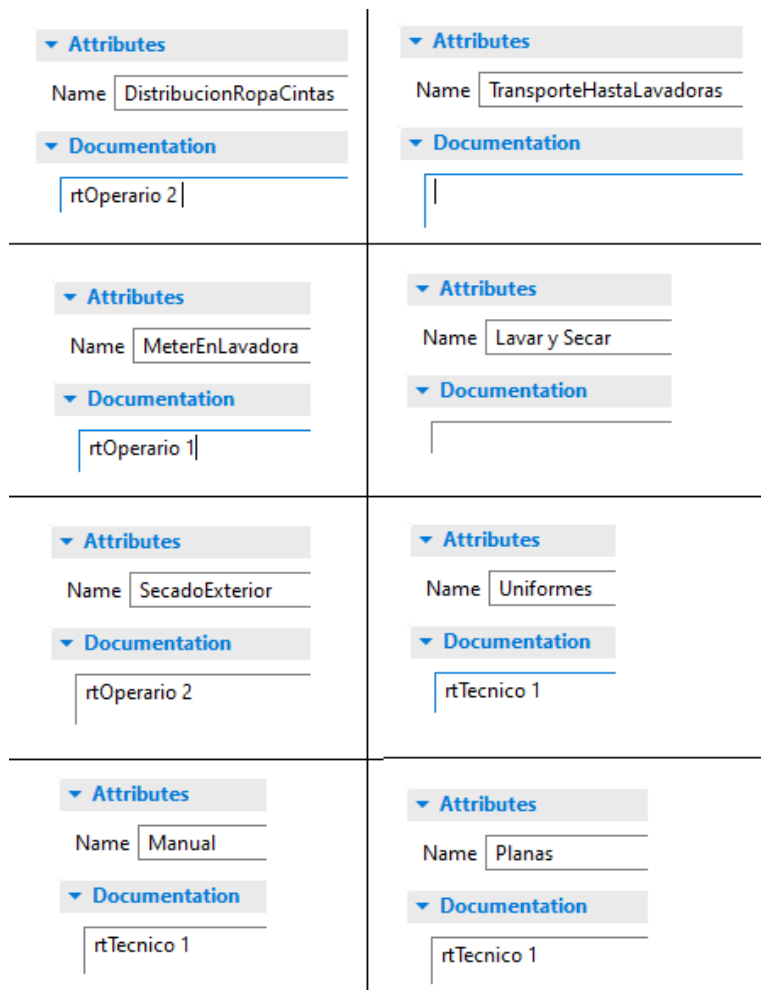 Attributes
Name DistribucionRopaCintas
Documentation
rtOperario 2
Attributes
Name TransporteHastaLavadoras
Documentation
Attributes
Name MeterEnLavadora
Documentation
rtOperario 1
Attributes
Name Lavar y Secar
Documentation
Attributes
Name SecadoExterior
Documentation
rtOperario 2
Attributes
Name Uniformes
Documentation
rtTecnico 1
Attributes
Name Manual
Documentation
rtTecnico 1
Attributes
Name Planas
Documentation
rtTecnico 1